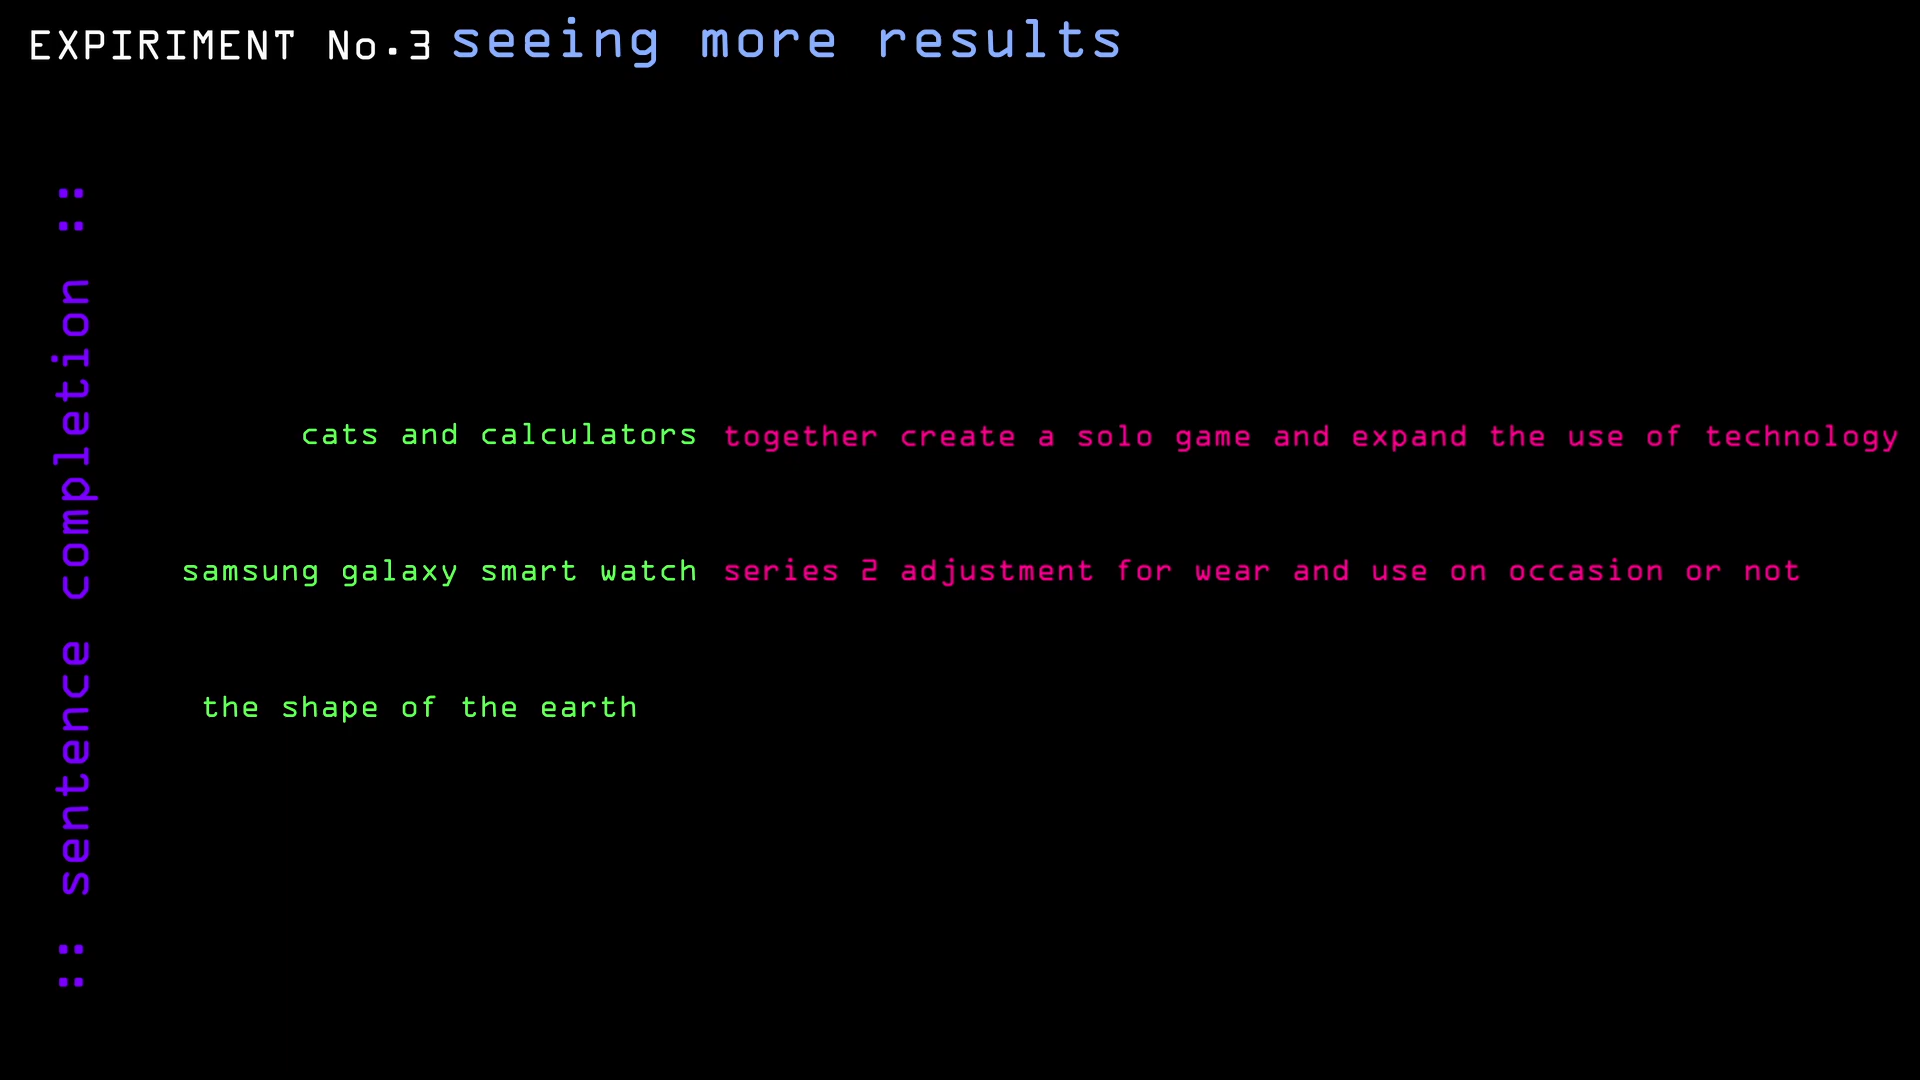 EXPIRIMENT No.3 seeing more results
:: sentence completion ::
cats and calculators together create a solo game and expand the use of technology
samsung galaxy smart watch series 2 adjustment for wear and use on occasion or not
the shape of the earth